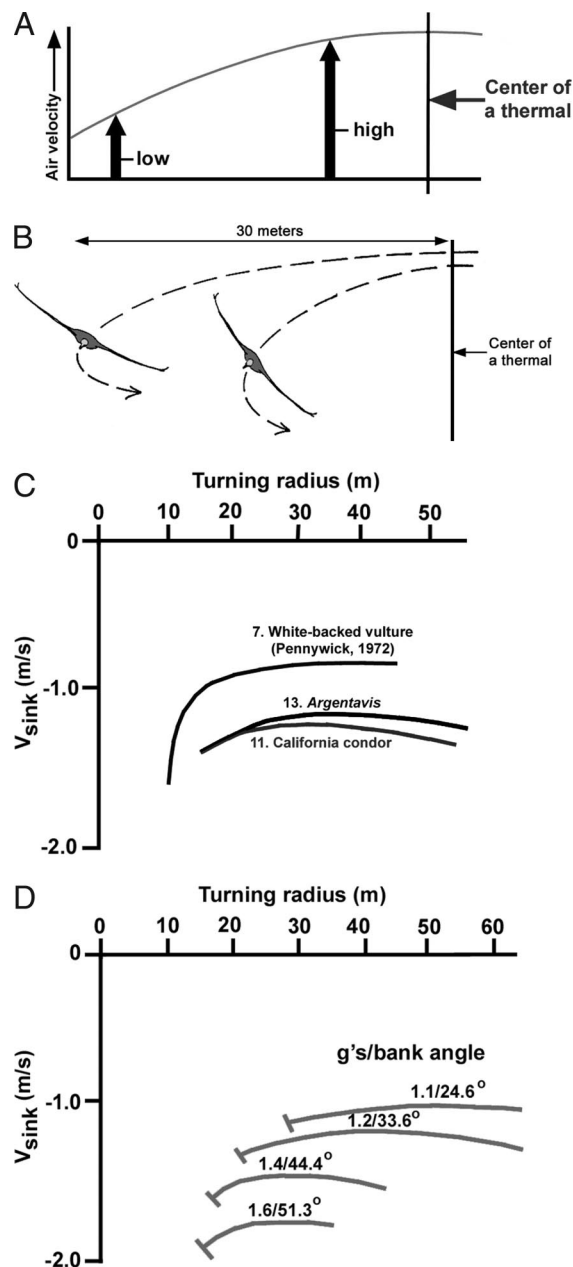 A
Air velocity
low
high
Center of
a thermal
B
30 meters
Center of
a thermal
C
Turning radius (m)
0 10 20 30 40 50
0
-1.0
-2.0
Vsink (m/s)
7. White-backed vulture
(Pennywick, 1972)
13. Argentavis
11. California condor
D
Turning radius (m)
0 10 20 30 40 50 60
0
-1.0
-2.0
Vsink (m/s)
g's/bank angle
1.1/24.6°
1.2/33.6°
1.4/44.4°
1.6/51.3°